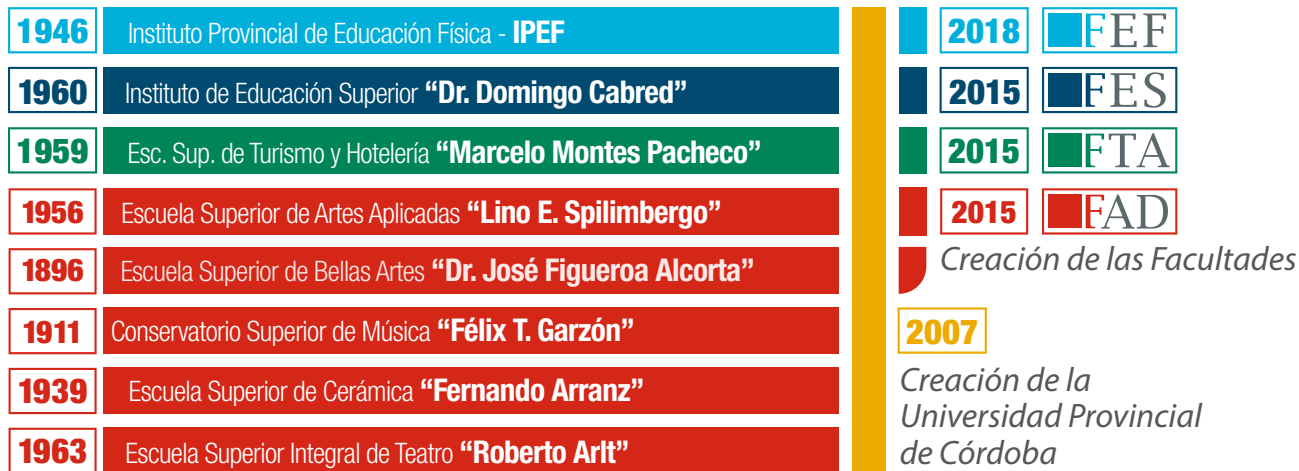 1946 Instituto Provincial de Educación Física - IPEF
1960 Instituto de Educación Superior “Dr. Domingo Cabred”
1959 Esc. Sup. de Turismo y Hotelería “Marcelo Montes Pacheco”
1956 Escuela Superior de Artes Aplicadas “Lino E. Spilimbergo”
1896 Escuela Superior de Bellas Artes “Dr. José Figueroa Alcorta”
1911 Conservatorio Superior de Música “Félix T. Garzón”
1939 Escuela Superior de Cerámica “Fernando Arranz”
1963 Escuela Superior Integral de Teatro “Roberto Arlt”
2018 FEF
2015 FES
2015 FTA
2015 FAD
Creación de las Facultades
2007
Creación de la
Universidad Provincial
de Córdoba